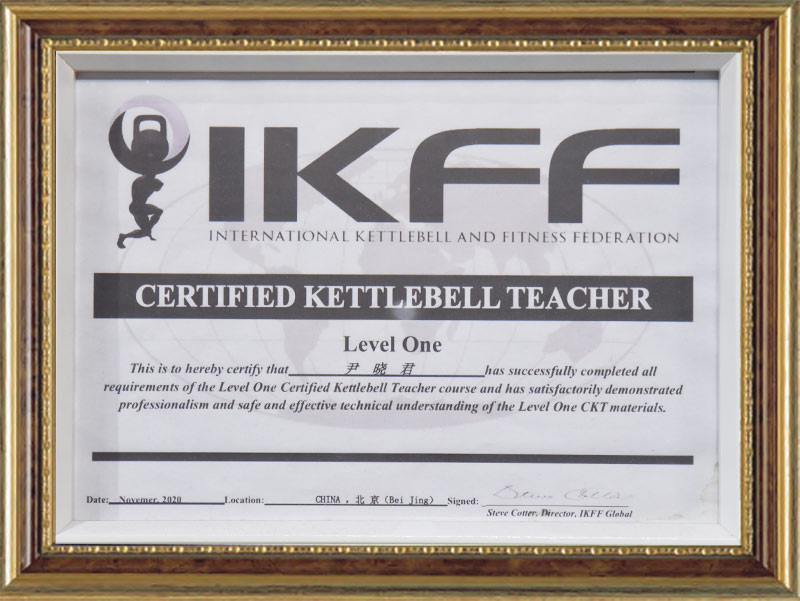 IKFF
INTERNATIONAL KETTLEBELL AND FITNESS FEDERATION
CERTIFIED KETTLEBELL TEACHER
Level One
This is to hereby certify that 尹 晓 君 has successfully completed all
requirements of the Level One Certified Kettlebell Teacher course and has satisfactorily demonstrated
professionalism and safe and effective technical understanding of the Level One CKT materials.
Date: Novemer, 2020 Location: CHINA , 北 京 (Bei Jing) Signed: Steve Cotter
Steve Cotter, Director, IKFF Global